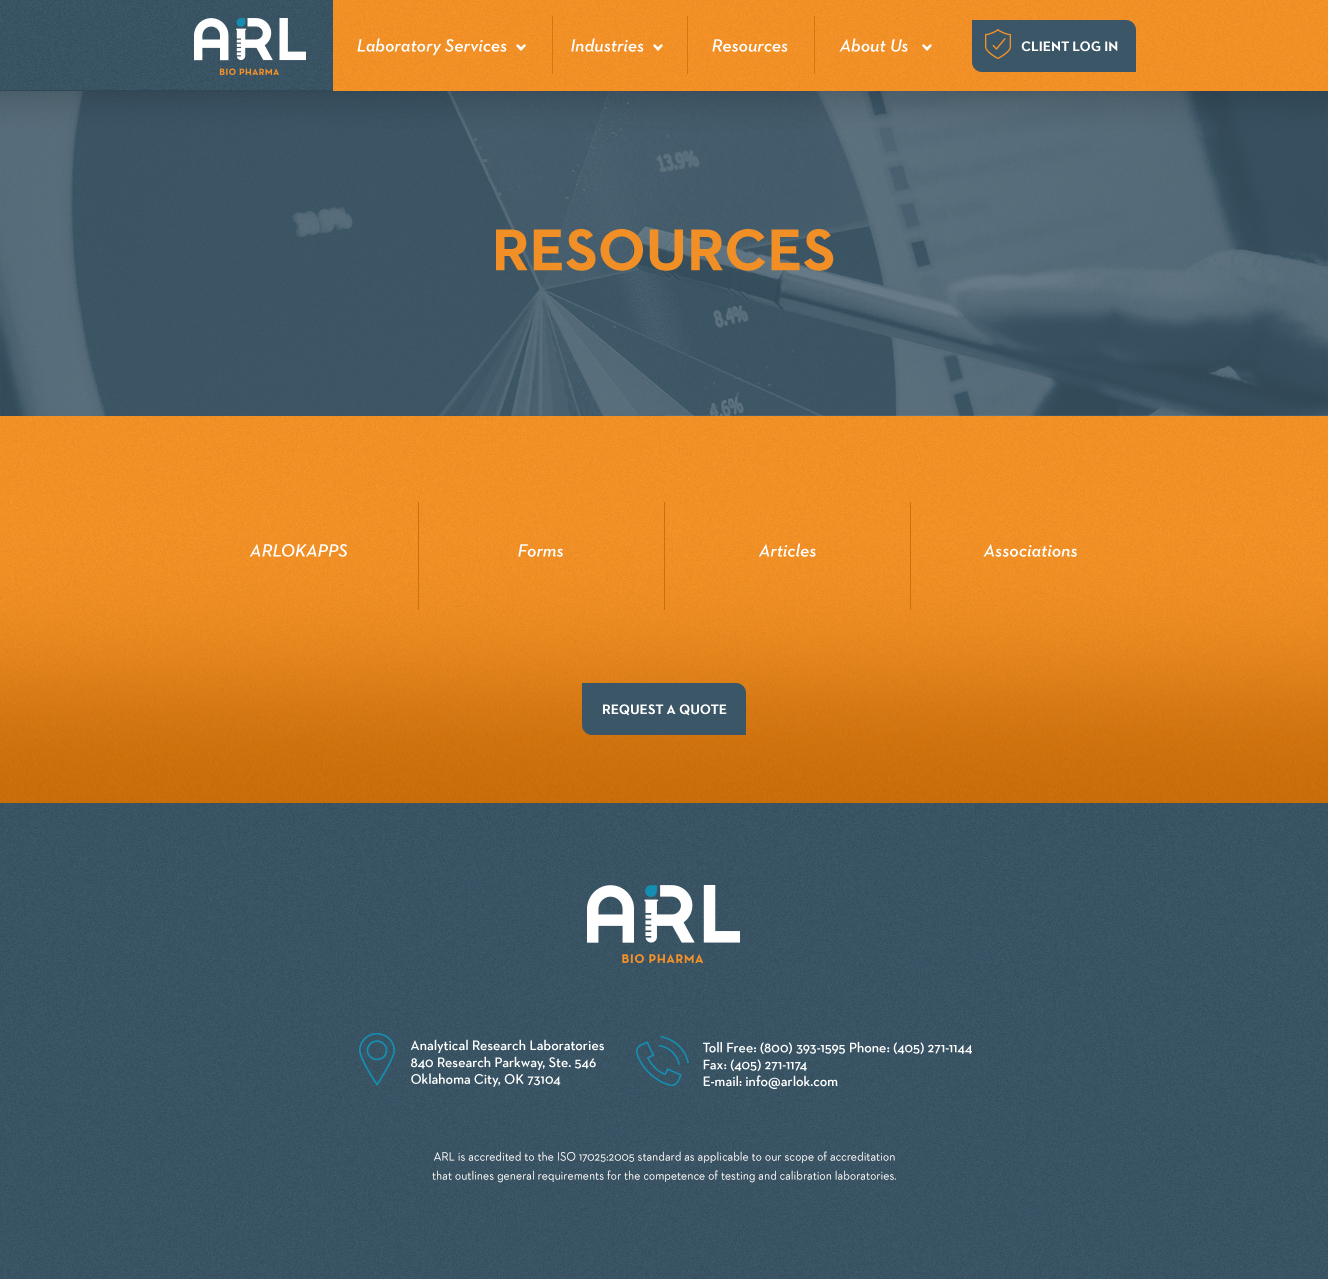 ARL
BIO PHARMA
Laboratory Services
Industries
Resources
About Us
CLIENT LOG IN
13.9%
RESOURCES
8.4%
4.6%
ARLOKAPPS
Forms
Articles
Associations
REQUEST A QUOTE
ARL
BIO PHARMA
Analytical Research Laboratories
840 Research Parkway, Ste. 546
Oklahoma City, OK 73104
Toll Free: (800) 393-1595 Phone: (405) 271-1144
Fax: (405) 271-1174
E-mail: info@arlok.com
ARL is accredited to the ISO 17025:2005 standard as applicable to our scope of accreditation
that outlines general requirements for the competence of testing and calibration laboratories.